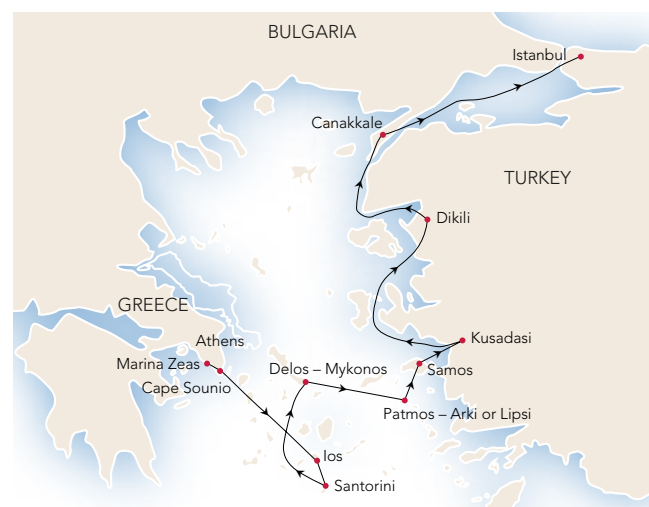 BULGARIA
Istanbul
Canakkale
TURKEY
Dikili
GREECE
Athens
Marina Zeas
Cape Sounio
Kusadasi
Delos – Mykonos
Samos
Patmos – Arki or Lipsi
Ios
Santorini